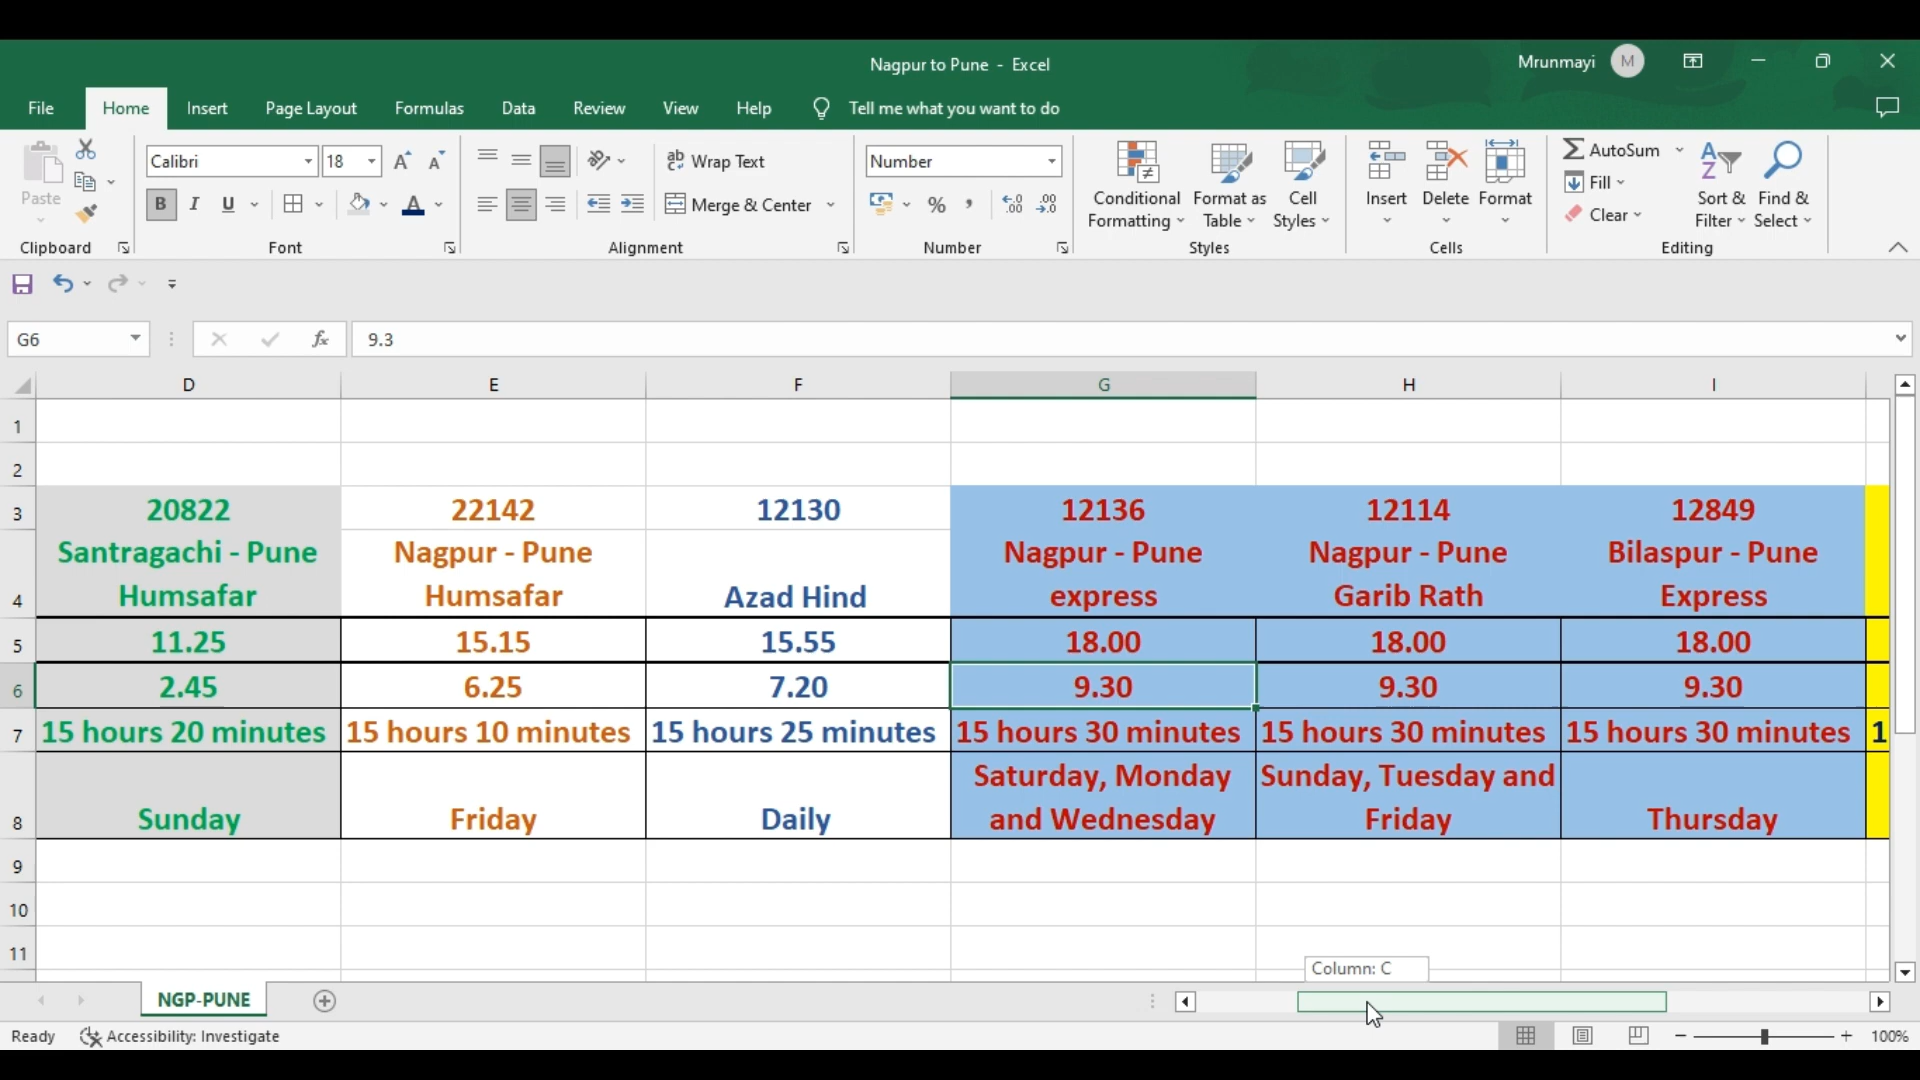 Nagpur to Pune - Excel
Mrunmayi M
File Home Insert Page Layout Formulas Data Review View Help Tell me what you want to do
Paste
Clipboard
Calibri 18
B I U
Font
ab Wrap Text
Merge & Center
Alignment
Number
% ,
Number
Conditional Formatting
Format as Table
Cell Styles
Styles
Insert Delete Format
Cells
AutoSum
Fill
Clear
Sort & Filter
Find & Select
Editing
G6 fx 9.3
D E F G H I
1
2
3 20822 22142 12130 12136 12114 12849
Santragachi - Pune Nagpur - Pune Nagpur - Pune Nagpur - Pune Bilaspur - Pune
4 Humsafar Humsafar Azad Hind express Garib Rath Express
5 11.25 15.15 15.55 18.00 18.00 18.00
6 2.45 6.25 7.20 9.30 9.30 9.30
7 15 hours 20 minutes 15 hours 10 minutes 15 hours 25 minutes 15 hours 30 minutes 15 hours 30 minutes 15 hours 30 minutes 1
Saturday, Monday Sunday, Tuesday and
8 Sunday Friday Daily and Wednesday Friday Thursday
9
10
11
Column: C
NGP-PUNE
Ready Accessibility: Investigate 100%